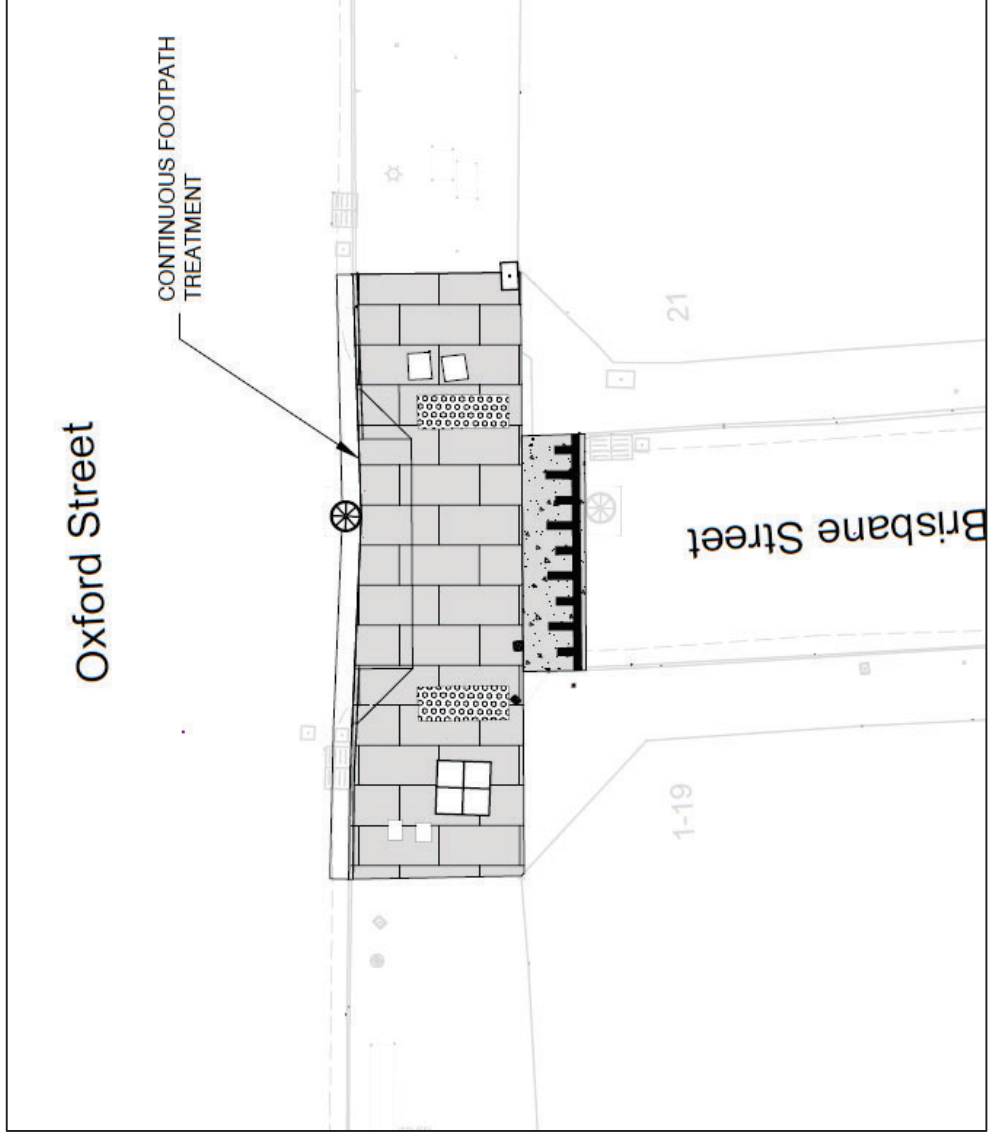 Oxford Street
CONTINUOUS FOOTPATH
TREATMENT
21
Brisbane Street
1-19